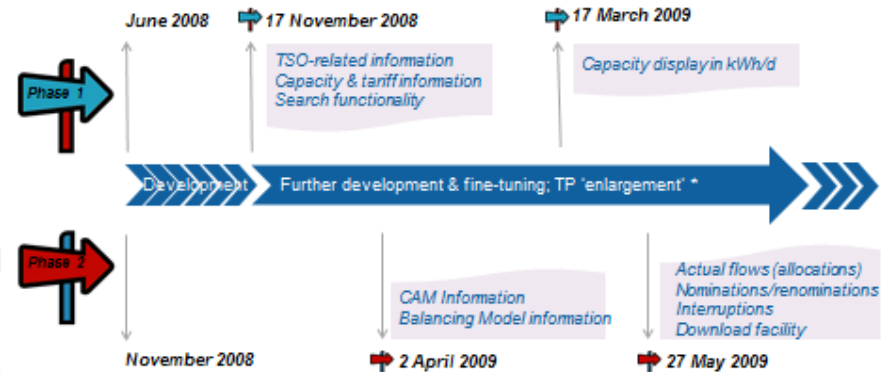 June 2008
17 November 2008
17 March 2009
TSO-related information
Capacity & tariff information
Search functionality
Capacity display in kWh/d
Phase 1
Development
Further development & fine-tuning; TP 'enlargement' *
Phase 2
CAM Information
Balancing Model information
Actual flows (allocations)
Nominations/renominations
Interruptions
Download facility
November 2008
2 April 2009
27 May 2009